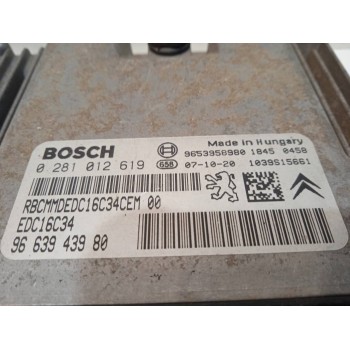 Made in Hungary
BOSCH 9653958980 1845 0458
0 281 012 619 658 07-10-20 1039S15661
RBCMMDEDC16C34CEM 00
EDC16C34
96 639 439 80